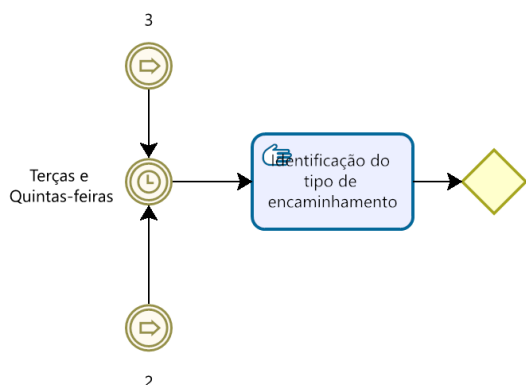 3
Terças e
Quintas-feiras
Identificação do
tipo de
encaminhamento
2